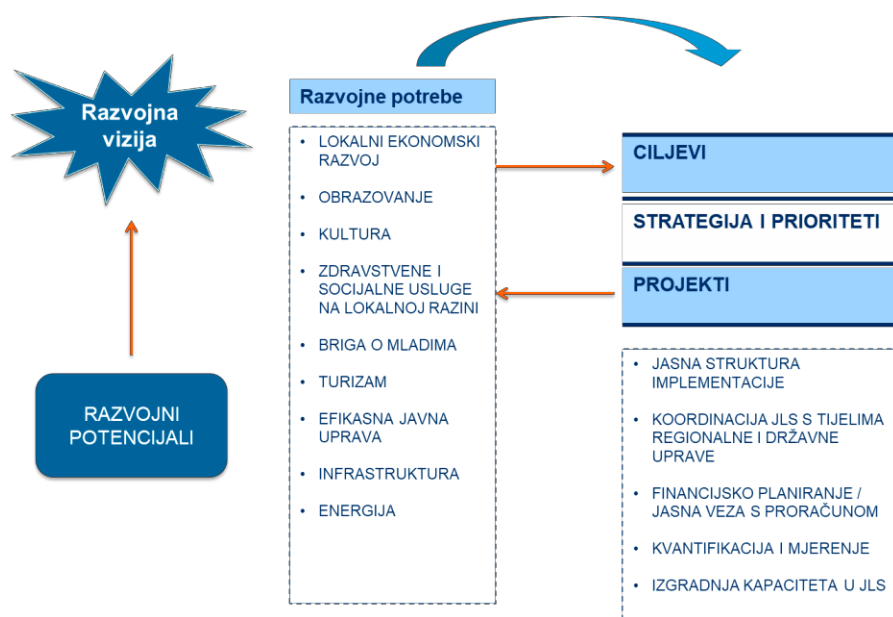 Razvojna
vizija
RAZVOJNI
POTENCIJALI
Razvojne potrebe
• LOKALNI EKONOMSKI
RAZVOJ
• OBRAZOVANJE
• KULTURA
• ZDRAVSTVENE I
SOCIJALNE USLUGE
NA LOKALNOJ RAZINI
• BRIGA O MLADIMA
• TURIZAM
• EFIKASNA JAVNA
UPRAVA
• INFRASTRUKTURA
• ENERGIJA
CILJEVI
STRATEGIJA I PRIORITETI
PROJEKTI
• JASNA STRUKTURA
IMPLEMENTACIJE
• KOORDINACIJA JLS S TIJELIMA
REGIONALNE I DRŽAVNE
UPRAVE
• FINANCIJSKO PLANIRANJE /
JASNA VEZA S PRORAČUNOM
• KVANTIFIKACIJA I MJERENJE
• IZGRADNJA KAPACITETA U JLS